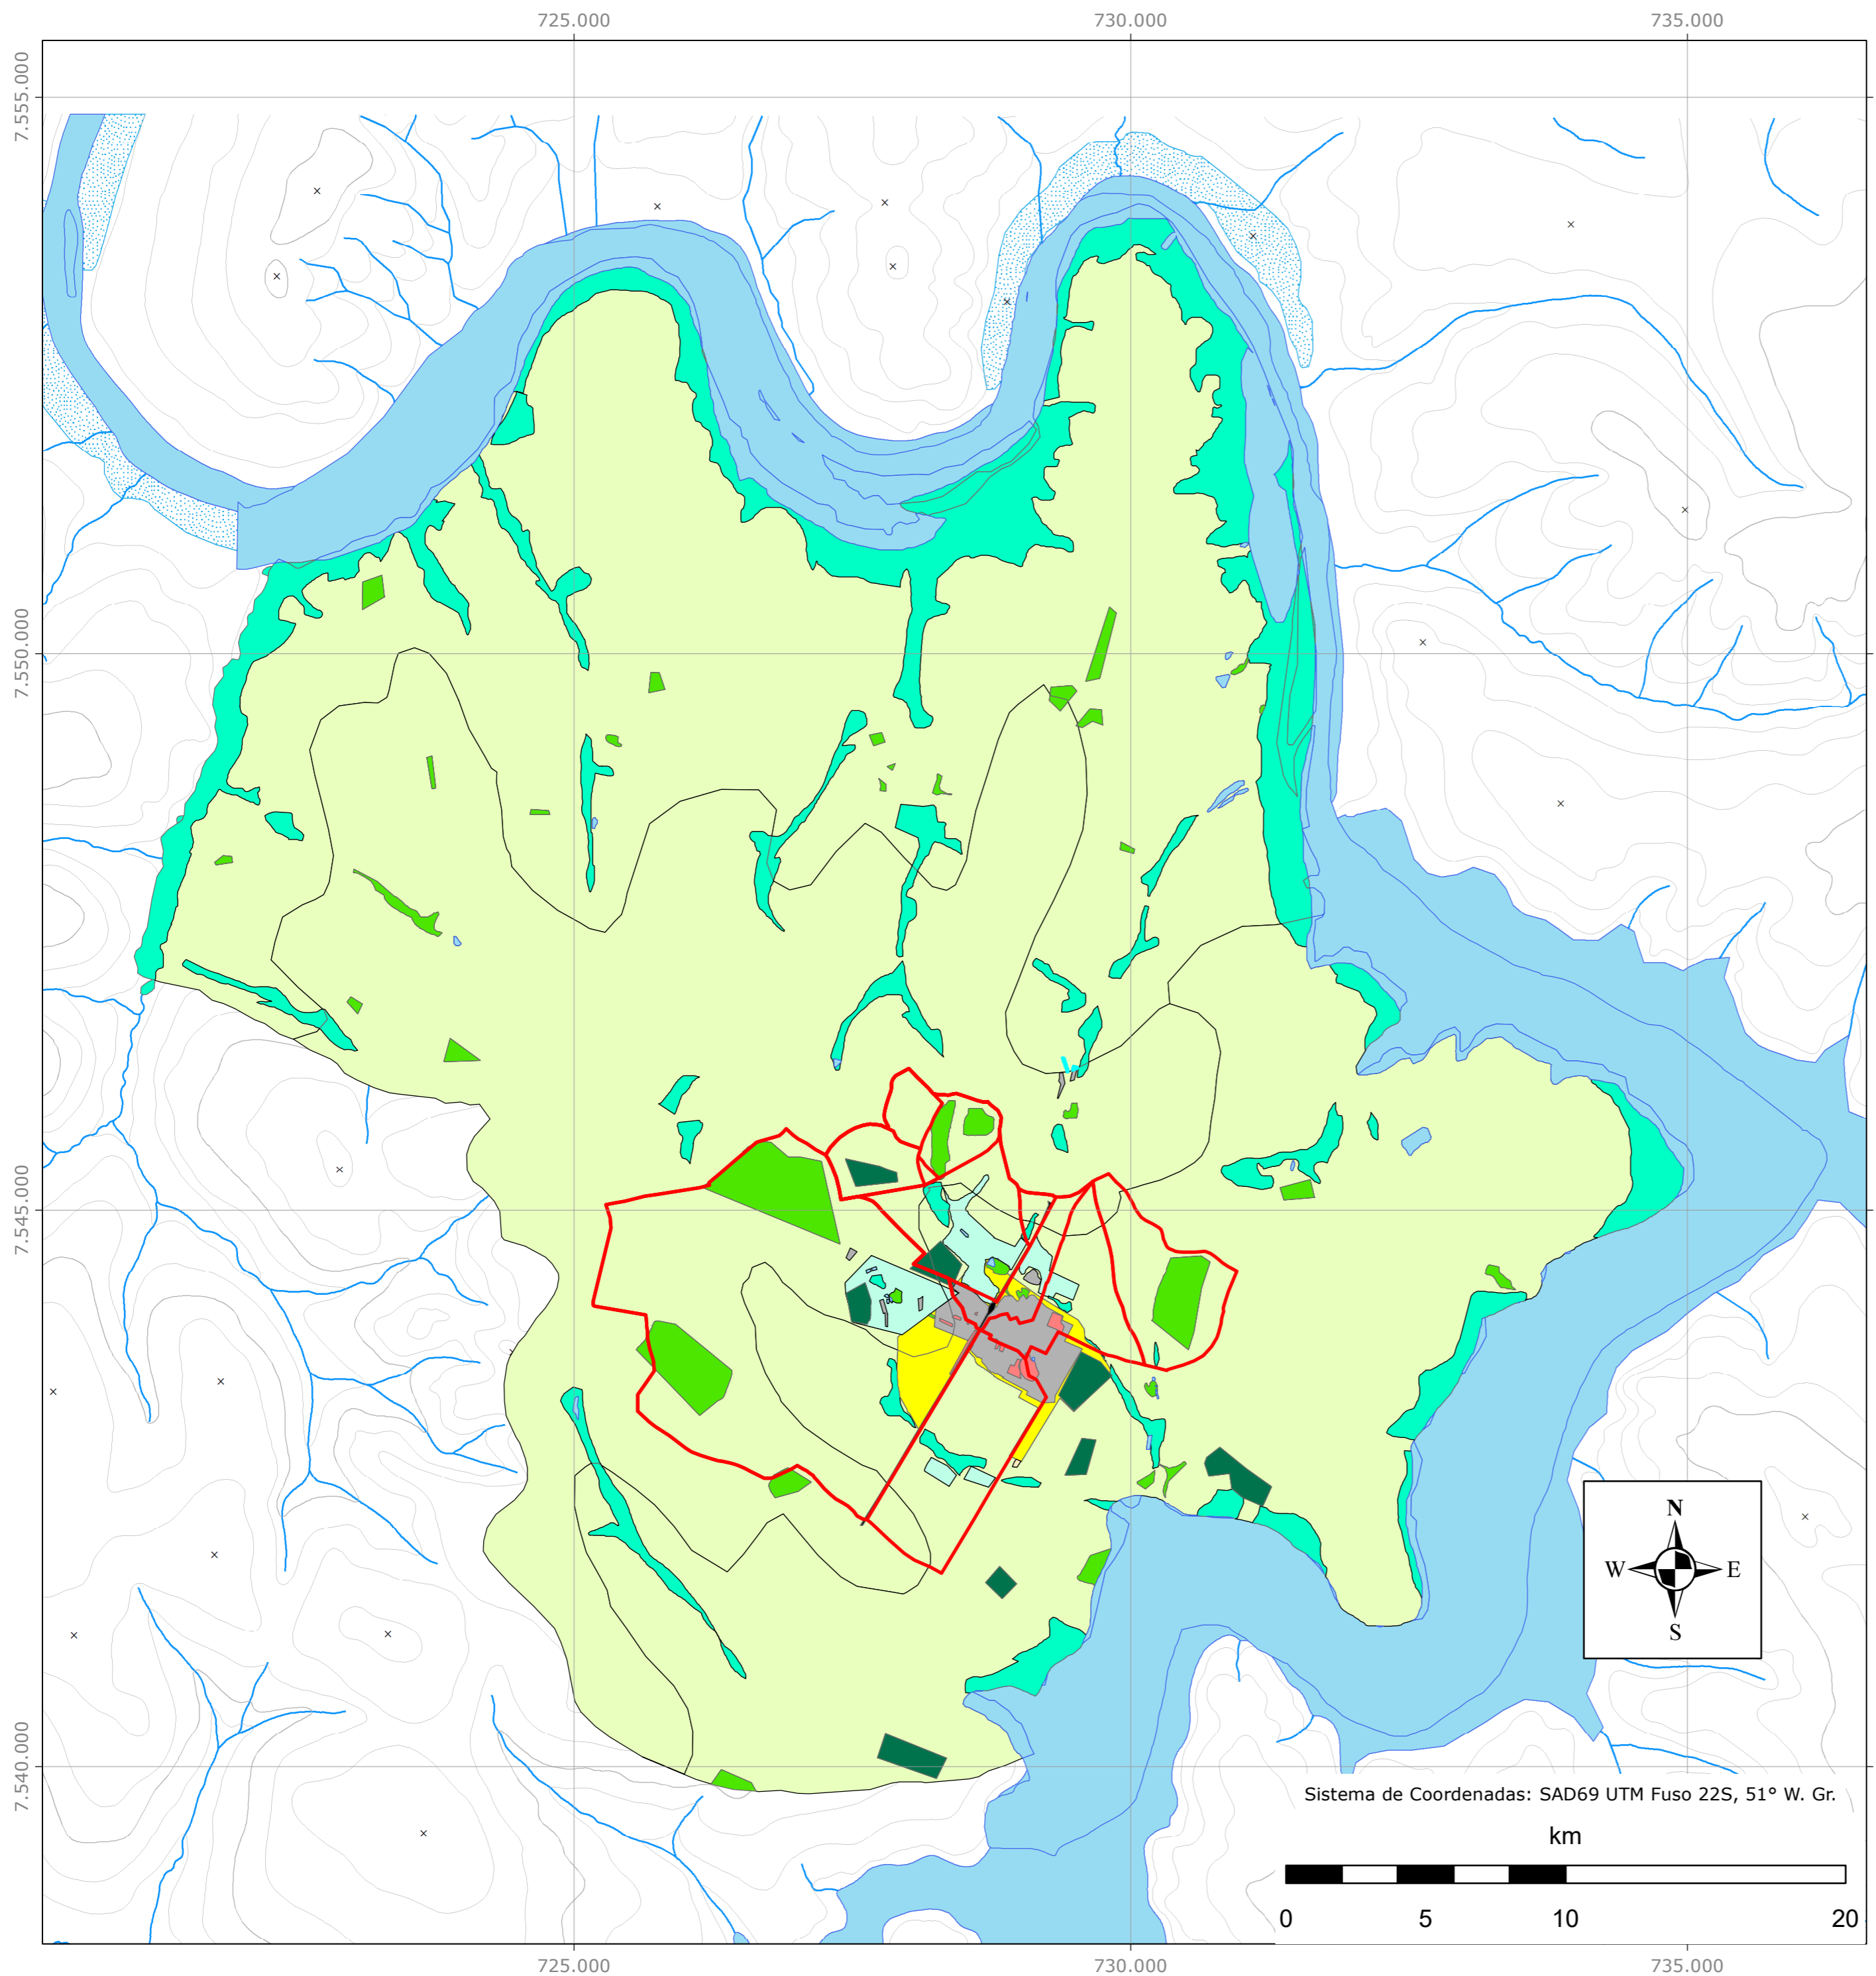 725.000 730.000 735.000
7.555.000
7.550.000
7.545.000
7.540.000
N
W E
S
Sistema de Coordenadas: SAD69 UTM Fuso 22S, 51° W. Gr.
km
0 5 10 20
725.000 730.000 735.000